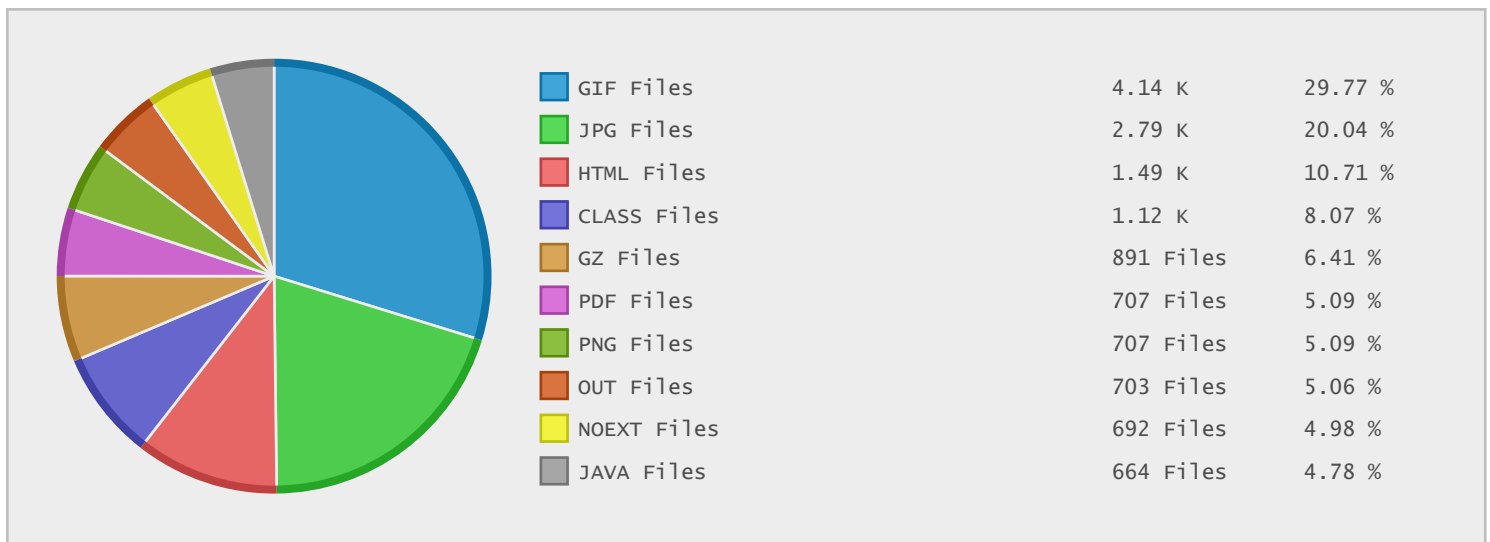 GIF Files 4.14 K 29.77 %
JPG Files 2.79 K 20.04 %
HTML Files 1.49 K 10.71 %
CLASS Files 1.12 K 8.07 %
GZ Files 891 Files 6.41 %
PDF Files 707 Files 5.09 %
PNG Files 707 Files 5.09 %
OUT Files 703 Files 5.06 %
NOEXT Files 692 Files 4.98 %
JAVA Files 664 Files 4.78 %